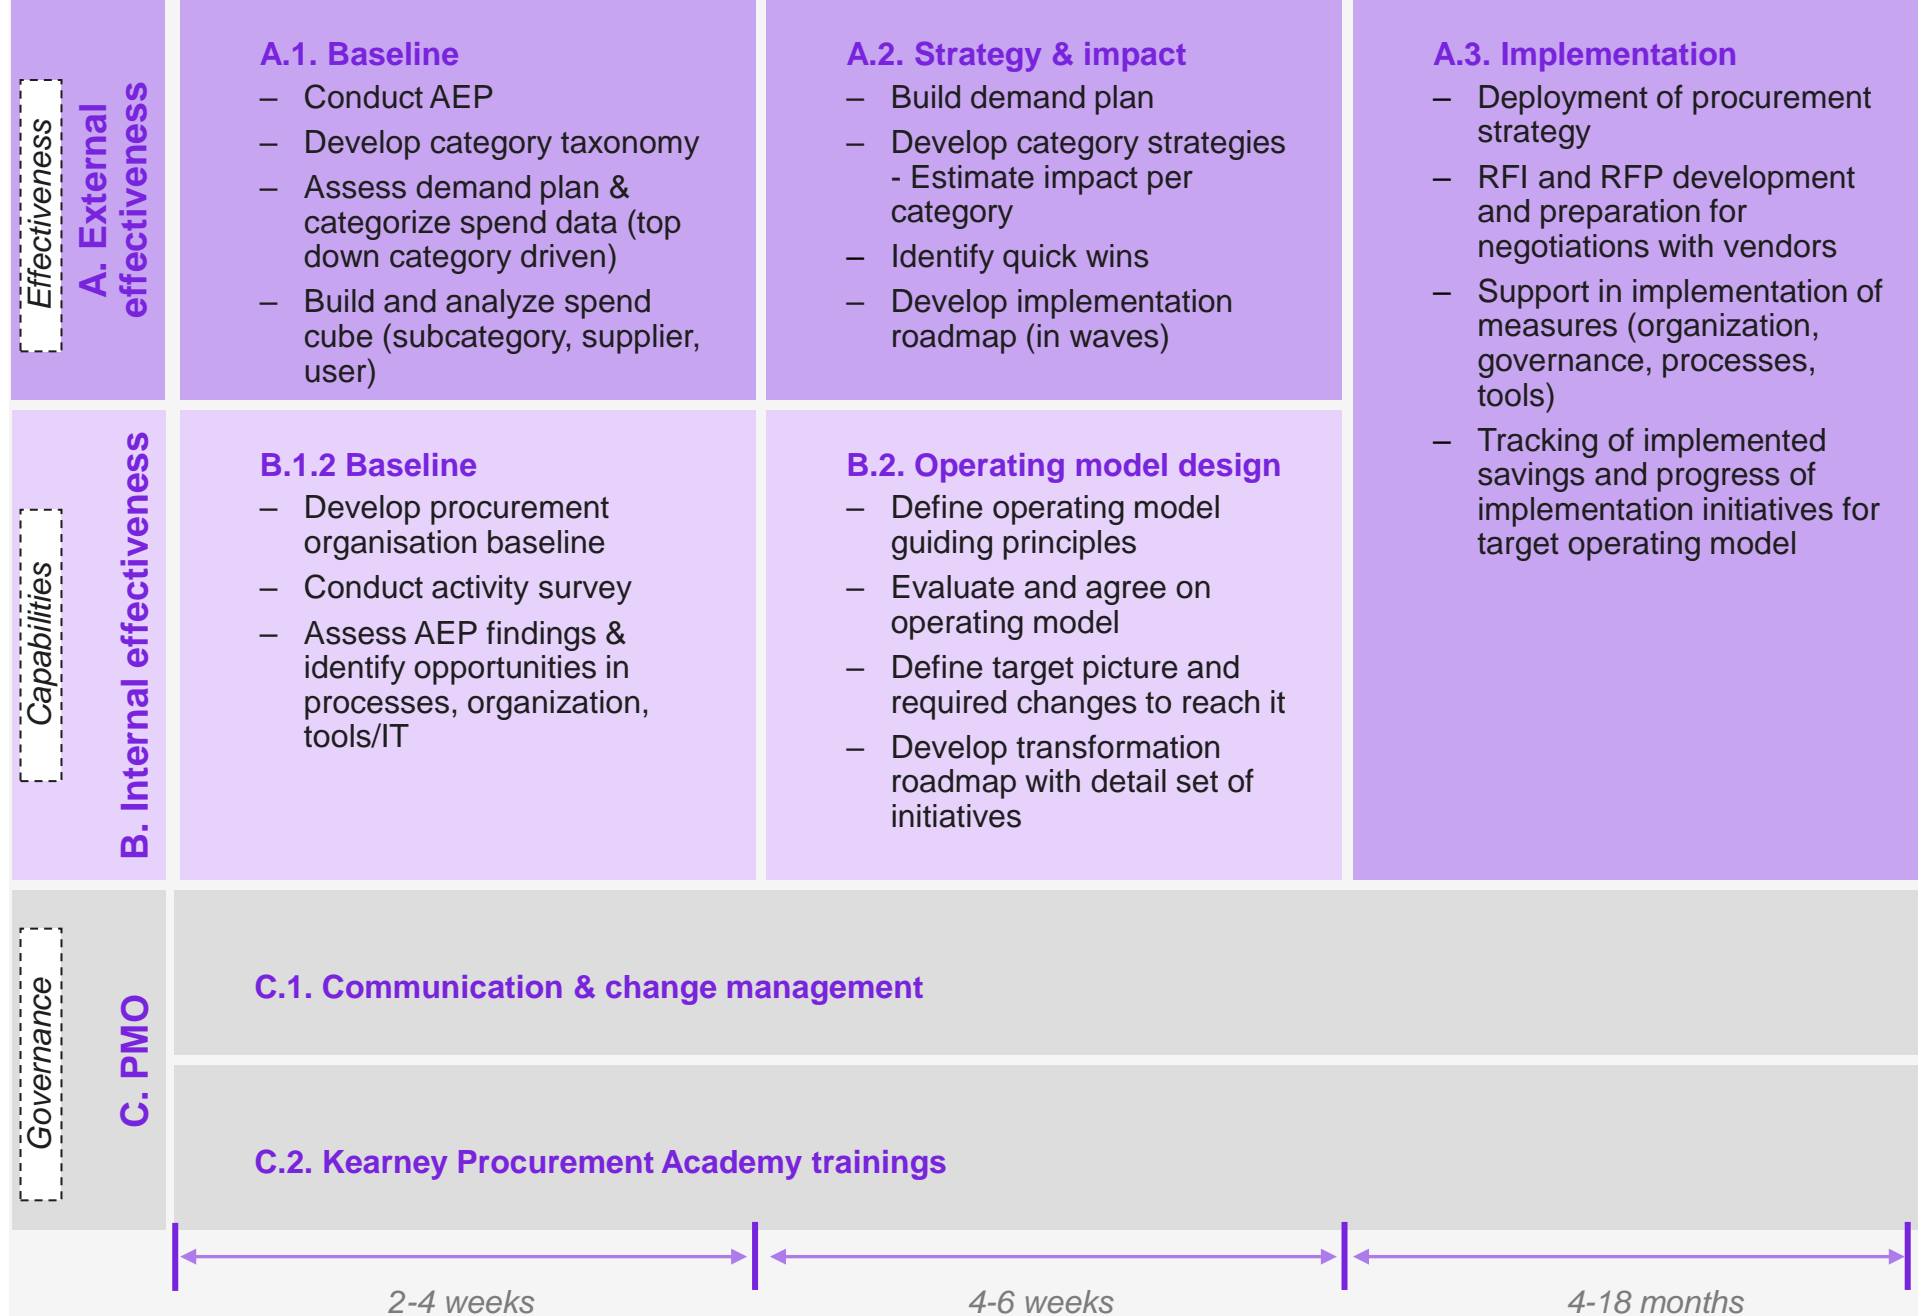 Effectiveness
A. External
effectiveness
A.1. Baseline
– Conduct AEP
– Develop category taxonomy
– Assess demand plan &
categorize spend data (top
down category driven)
– Build and analyze spend
cube (subcategory, supplier,
user)
A.2. Strategy & impact
– Build demand plan
– Develop category strategies
- Estimate impact per
category
– Identify quick wins
– Develop implementation
roadmap (in waves)
A.3. Implementation
– Deployment of procurement
strategy
– RFI and RFP development
and preparation for
negotiations with vendors
– Support in implementation of
measures (organization,
governance, processes,
tools)
– Tracking of implemented
savings and progress of
implementation initiatives for
target operating model
Capabilities
B. Internal effectiveness
B.1.2 Baseline
– Develop procurement
organisation baseline
– Conduct activity survey
– Assess AEP findings &
identify opportunities in
processes, organization,
tools/IT
B.2. Operating model design
– Define operating model
guiding principles
– Evaluate and agree on
operating model
– Define target picture and
required changes to reach it
– Develop transformation
roadmap with detail set of
initiatives
Governance
C. PMO
C.1. Communication & change management
C.2. Kearney Procurement Academy trainings
2-4 weeks
4-6 weeks
4-18 months